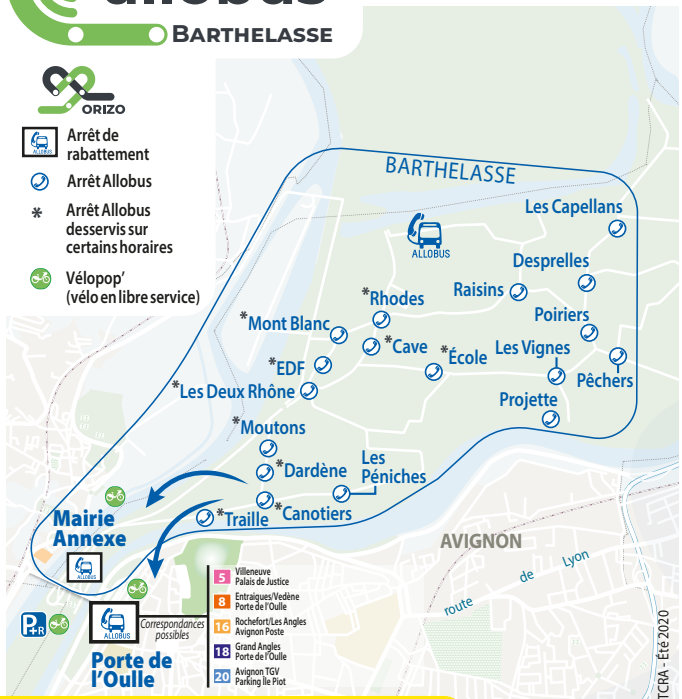 allobus
BARTHELASSE
ORIZO
ALLOBUS
Arrêt de
rabattement
Arrêt Allobus
* Arrêt Allobus
desservis sur
certains horaires
Vélopop'
(vélo en libre service)
BARTHELASSE
ALLOBUS
Les Capellans
Desprelles
Raisins
Poiriers
*Rhodes
*Mont Blanc
*Cave
*École
Les Vignes
*EDF
Pêchers
*Les Deux Rhône
Projette
*Moutons
*Dardène
Les
Péniches
*Canotiers
*Traille
Mairie
Annexe
ALLOBUS
AVIGNON
route de Lyon
P+R
ALLOBUS
Correspondances
possibles
Porte de
l'Oulle
5 Villeneuve
Palais de Justice
8 Entraigues/Vedène
Porte de l'Oulle
16 Rochefort/Les Angles
Avignon Poste
18 Grand Angles
Porte de l'Oulle
20 Avignon TGV
Parking Île Piot
TCRA - Été 2020